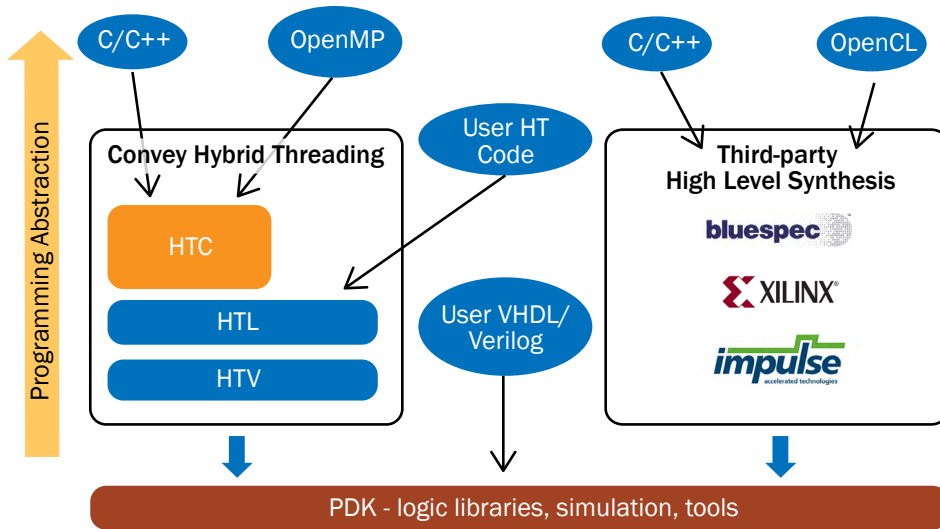 C/C++
OpenMP
C/C++
OpenCL
Programming Abstraction
User HT
Code
Convey Hybrid Threading
Third-party
High Level Synthesis
HTC
bluespec™
XILINX®
HTL
User VHDL/
Verilog
HTV
impulse
accelerated technologies
PDK - logic libraries, simulation, tools